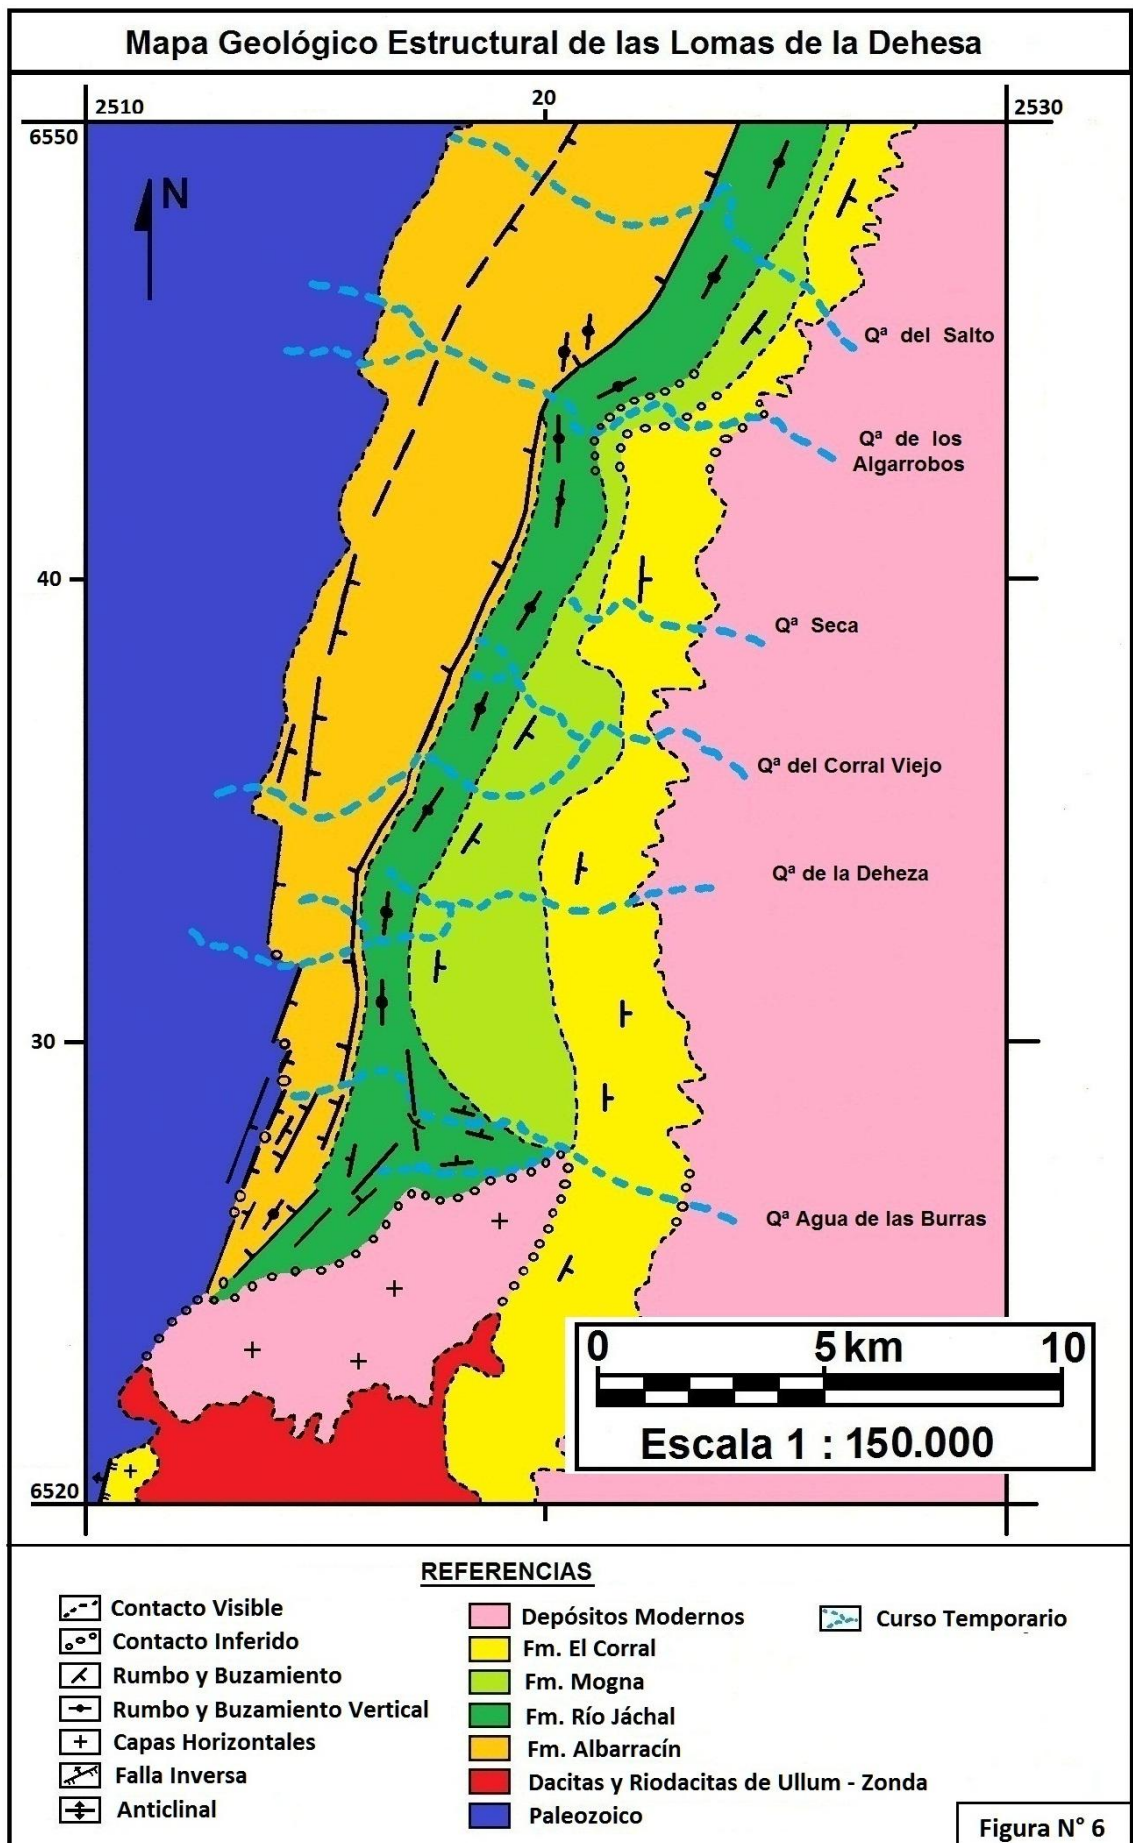 Mapa Geológico Estructural de las Lomas de la Dehesa
2510
20
2530
6550
N
Qª del Salto
Qª de los
Algarrobos
40
Qª Seca
Qª del Corral Viejo
Qª de la Deheza
30
Qª Agua de las Burras
0 5 km 10
Escala 1 : 150.000
6520
REFERENCIAS
Contacto Visible
Contacto Inferido
Rumbo y Buzamiento
Rumbo y Buzamiento Vertical
Capas Horizontales
Falla Inversa
Anticlinal
Depósitos Modernos
Fm. El Corral
Fm. Mogna
Fm. Río Jáchal
Fm. Albarracín
Dacitas y Riodacitas de Ullum - Zonda
Paleozoico
Curso Temporario
Figura N° 6